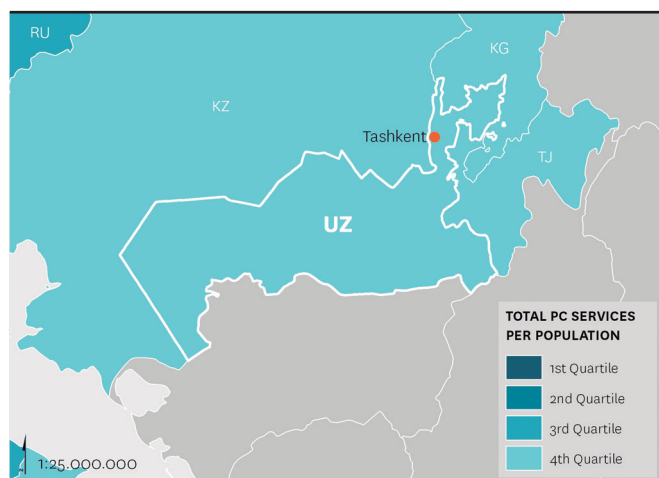 RU
KG
KZ
Tashkent
TJ
UZ
TOTAL PC SERVICES
PER POPULATION
1st Quartile
2nd Quartile
3rd Quartile
4th Quartile
1:25.000.000